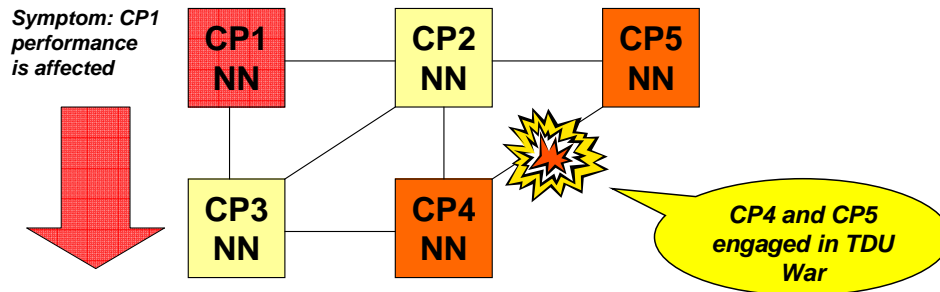 Symptom: CP1
performance
is affected
CP1
NN
CP2
NN
CP5
NN
CP3
NN
CP4
NN
CP4 and CP5
engaged in TDU
War